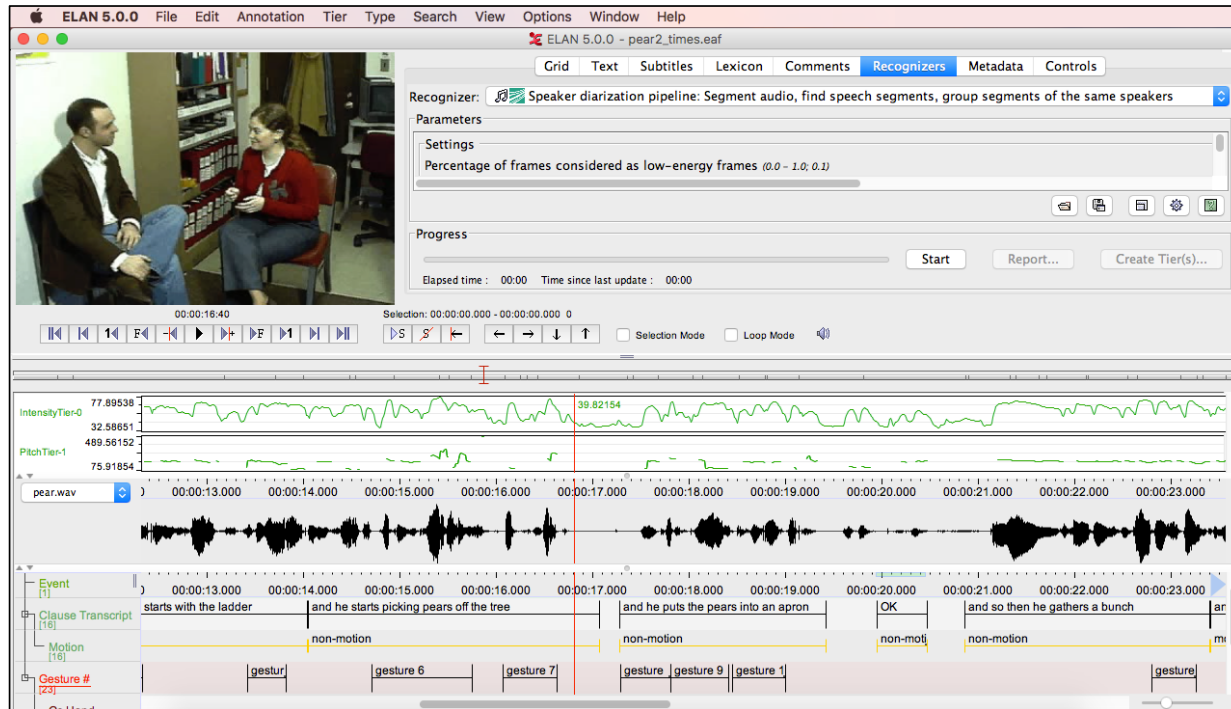 ELAN 5.0.0 File Edit Annotation Tier Type Search View Options Window Help
ELAN 5.0.0 - pear2_times.eaf
Grid Text Subtitles Lexicon Comments Recognizers Metadata Controls
Recognizer: Speaker diarization pipeline: Segment audio, find speech segments, group segments of the same speakers
Parameters
Settings
Percentage of frames considered as low-energy frames (0.0 – 1.0; 0.1)
Progress
Start Report... Create Tier(s)...
Elapsed time : 00:00 Time since last update : 00:00
00:00:16:40 Selection: 00:00:00.000 - 00:00:00.000 0
1 F + S S F 1 Selection Mode Loop Mode
IntensityTier-0 77.89538 39.82154
32.58651
PitchTier-1 489.56152
75.91854
pear.wav 00:00:13.000 00:00:14.000 00:00:15.000 00:00:16.000 00:00:17.000 00:00:18.000 00:00:19.000 00:00:20.000 00:00:21.000 00:00:22.000 00:00:23.000
Event 00:00:13.000 00:00:14.000 00:00:15.000 00:00:16.000 00:00:17.000 00:00:18.000 00:00:19.000 00:00:20.000 00:00:21.000 00:00:22.000 00:00:23.000
[1]
Clause Transcript starts with the ladder and he starts picking pears off the tree and he puts the pears into an apron OK and so then he gathers a bunch an
[16]
Motion non-motion non-motion non-moti non-motion mo
[16]
Gesture # gestur gesture 6 gesture 7 gesture gesture 9 gesture 1 gesture
[23]